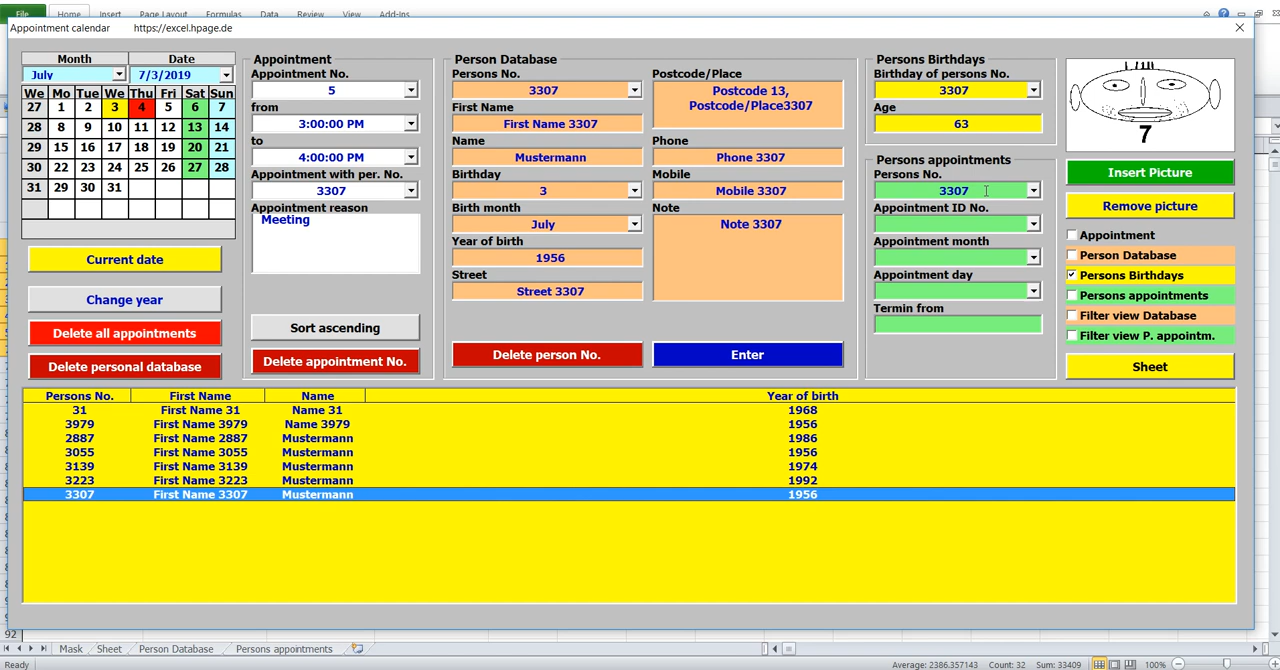 File Home Insert Page Layout Formulas Data Review View Add-Ins
Appointment calendar https://excel.hpage.de
Month Date
July 7/3/2019
We Mo Tue We Thu Fri Sat Sun
27 1 2 3 4 5 6 7
28 8 9 10 11 12 13 14
29 15 16 17 18 19 20 21
30 22 23 24 25 26 27 28
31 29 30 31
Current date
Change year
Delete all appointments
Delete personal database
Appointment
Appointment No.
5
from
3:00:00 PM
to
4:00:00 PM
Appointment with per. No.
3307
Appointment reason
Meeting
Sort ascending
Delete appointment No.
Person Database
Persons No.
3307
First Name
First Name 3307
Name
Mustermann
Birthday
3
Birth month
July
Year of birth
1956
Street
Street 3307
Delete person No.
Postcode/Place
Postcode 13,
Postcode/Place3307
Phone
Phone 3307
Mobile
Mobile 3307
Note
Note 3307
Enter
Persons Birthdays
Birthday of persons No.
3307
Age
63
Persons appointments
Persons No.
3307
Appointment ID No.
Appointment month
Appointment day
Termin from
7
Insert Picture
Remove picture
Appointment
Person Database
Persons Birthdays
Persons appointments
Filter view Database
Filter view P. appointm.
Sheet
Persons No. First Name Name Year of birth
31 First Name 31 Name 31 1968
3979 First Name 3979 Name 3979 1956
2887 First Name 2887 Mustermann 1986
3055 First Name 3055 Mustermann 1956
3139 First Name 3139 Mustermann 1974
3223 First Name 3223 Mustermann 1992
3307 First Name 3307 Mustermann 1956
92
Mask Sheet Person Database Persons appointments
Ready Average: 2386.357143 Count: 32 Sum: 33409 100%